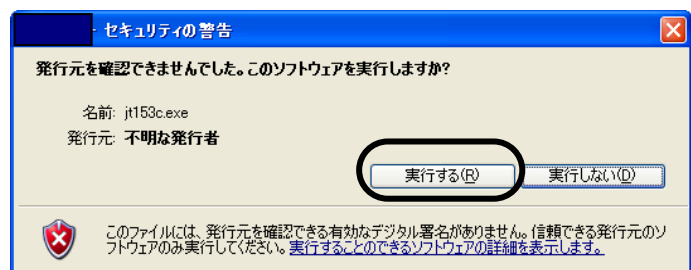 - セキュリティの警告
発行元を確認できませんでした。このソフトウェアを実行しますか?
名前: jt153c.exe
発行元: 不明な発行者
実行する(R) 実行しない(D)
このファイルには、発行元を確認できる有効なデジタル署名がありません。信頼できる発行元のソ
フトウェアのみ実行してください。実行することのできるソフトウェアの詳細を表示します。